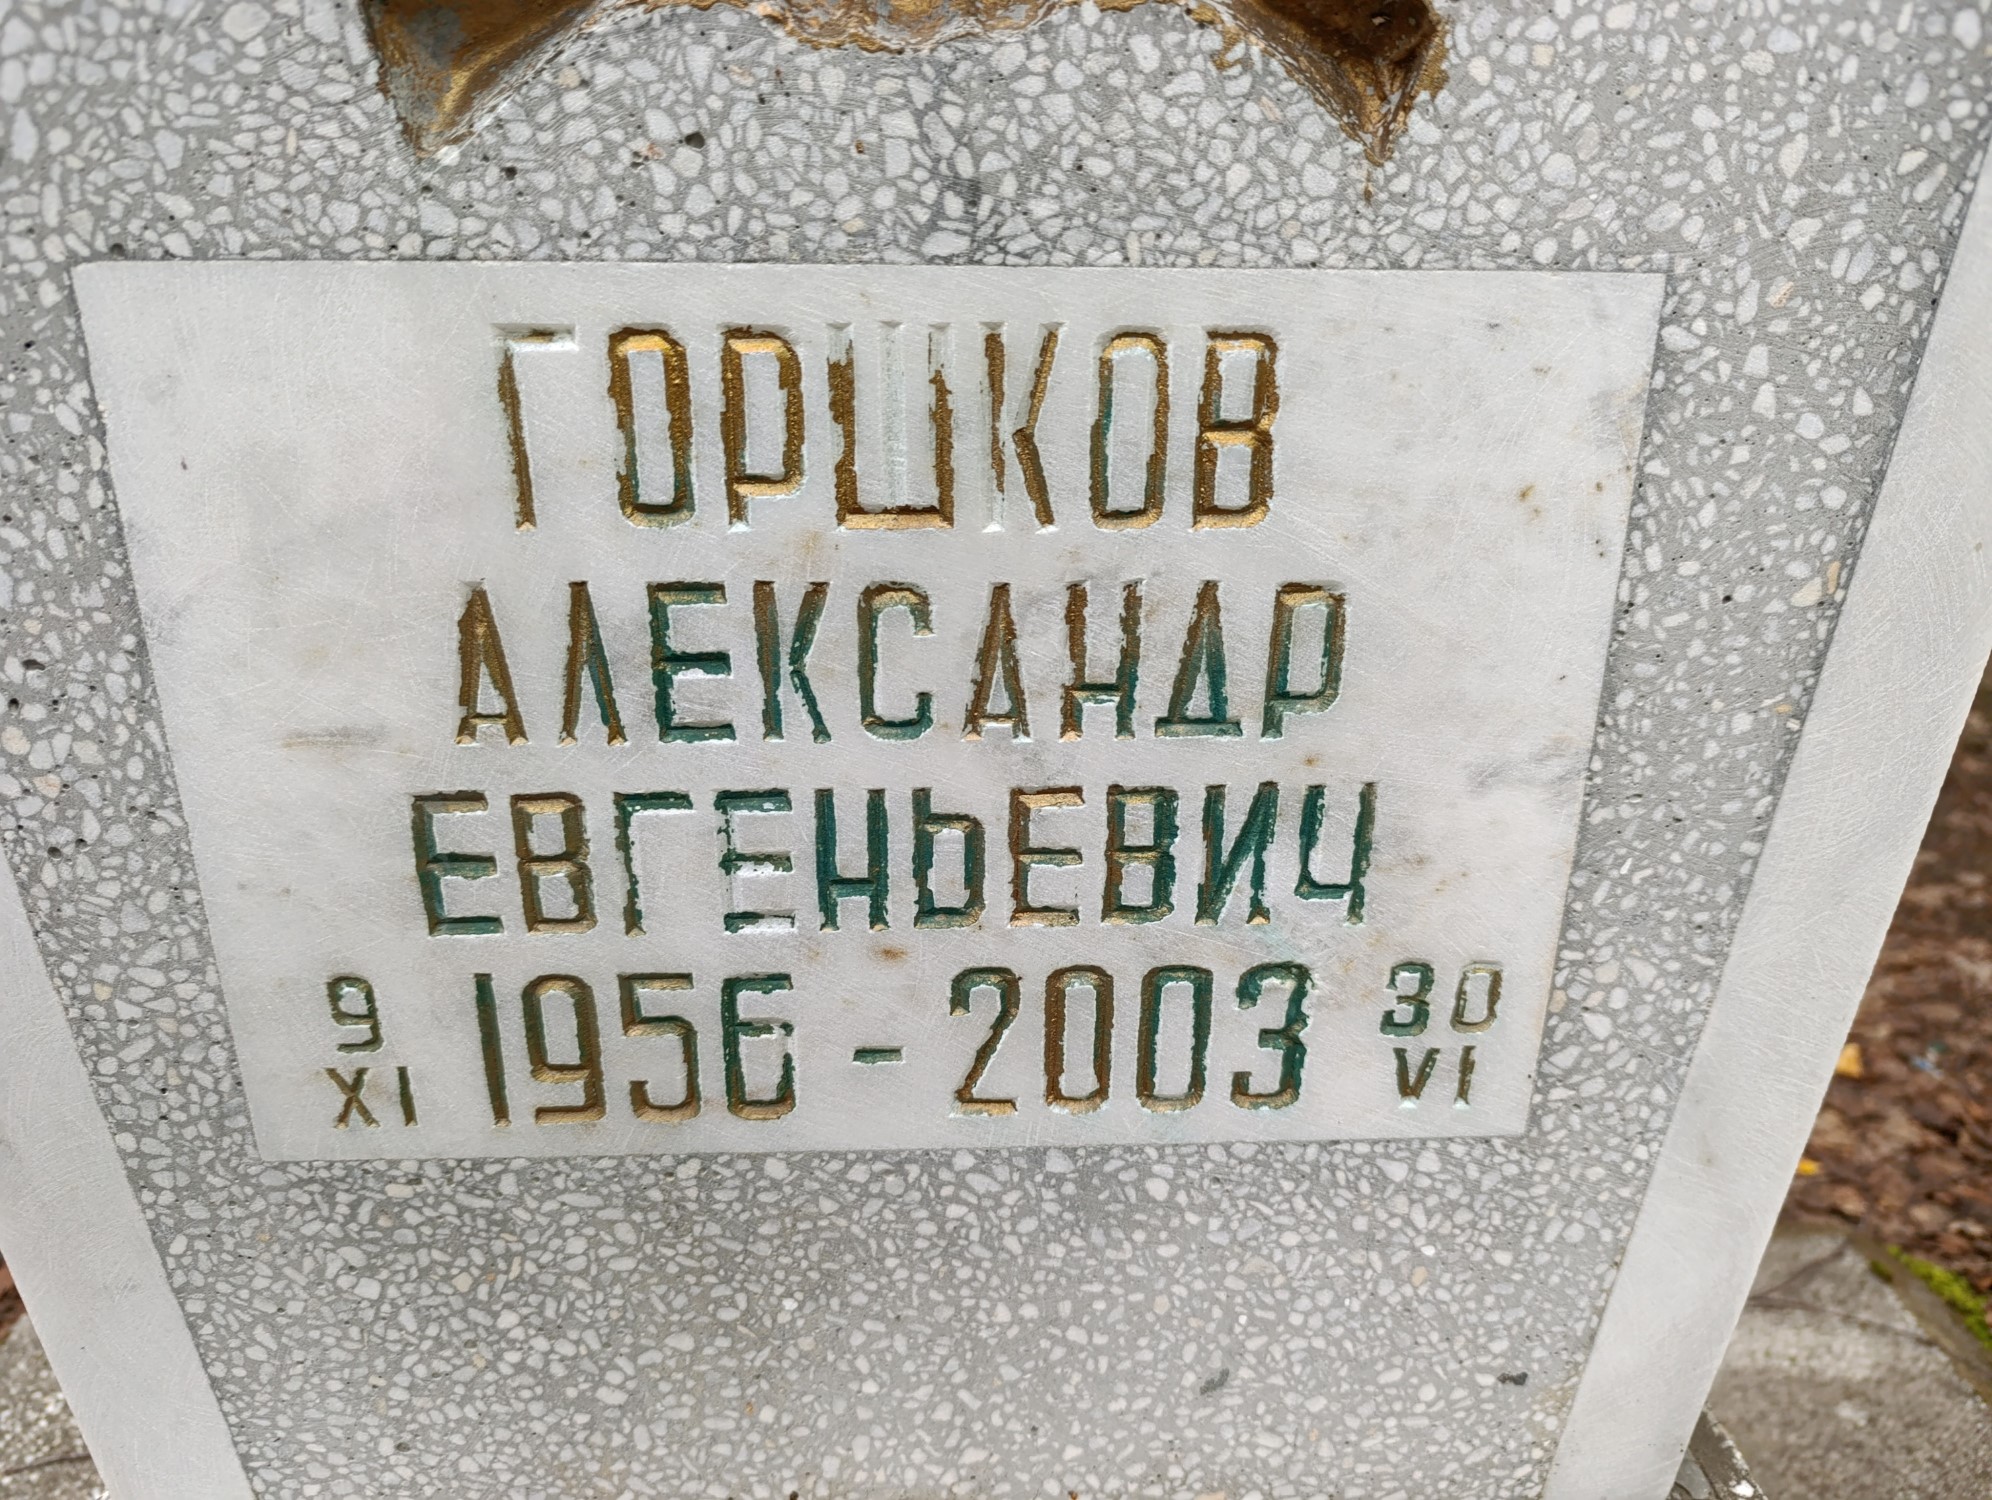 ГОРШКОВ
АЛЕКСАНДР
ЕВГЕНЬЕВИЧ
9 XI 1956 - 2003 30 VI